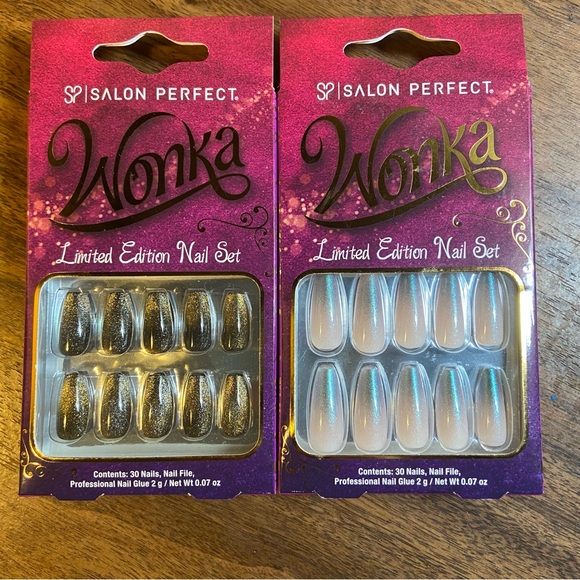 SP | SALON PERFECT®
Wonka
Limited Edition Nail Set
Contents: 30 Nails, Nail File,
Professional Nail Glue 2 g / Net Wt 0.07 oz
SP | SALON PERFECT®
Wonka
Limited Edition Nail Set
Contents: 30 Nails, Nail File,
Professional Nail Glue 2 g / Net Wt 0.07 oz